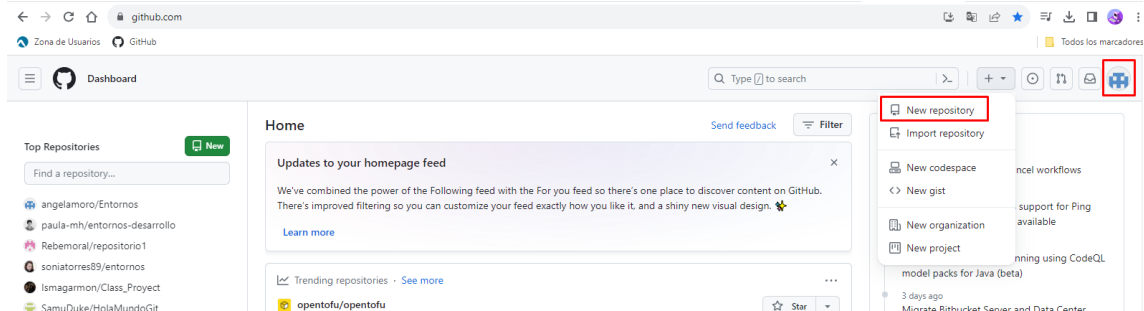 github.com
Zona de Usuarios GitHub Todos los marcadores
Dashboard
Type / to search
New repository
Import repository
New codespace
New gist
New organization
New project
Top Repositories
New
Find a repository...
angelamoro/Entornos
paula-mh/entornos-desarrollo
Rebemoral/repositorio1
soniatorres89/entornos
Ismagarmon/Class_Proyect
SamuDuke/HolaMundoGit
Home
Send feedback
Filter
Updates to your homepage feed
We've combined the power of the Following feed with the For you feed so there's one place to discover content on GitHub.
There's improved filtering so you can customize your feed exactly how you like it, and a shiny new visual design.
Learn more
Trending repositories · See more
opentofu/opentofu
Star
ncel workflows
support for Ping
available
nning using CodeQL
model packs for Java (beta)
3 days ago
Migrate Bitbucket Server and Data Center